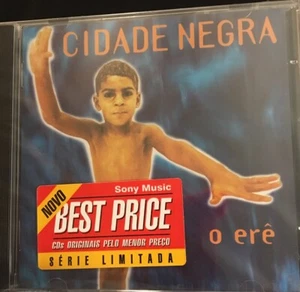 CIDADE NEGRA
NOVO
Sony Music
BEST PRICE
CDs ORIGINAIS PELO MENOR PREÇO
SÉRIE LIMITADA
o erê